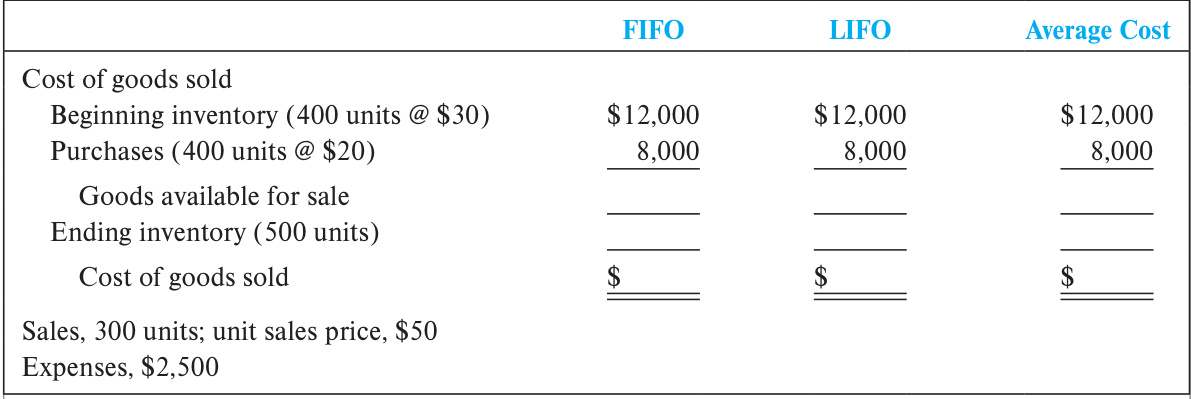 FIFO LIFO Average Cost
Cost of goods sold
Beginning inventory (400 units @ $30) $12,000 $12,000 $12,000
Purchases (400 units @ $20) 8,000 8,000 8,000
Goods available for sale
Ending inventory (500 units)
Cost of goods sold $ $ $
Sales, 300 units; unit sales price, $50
Expenses, $2,500